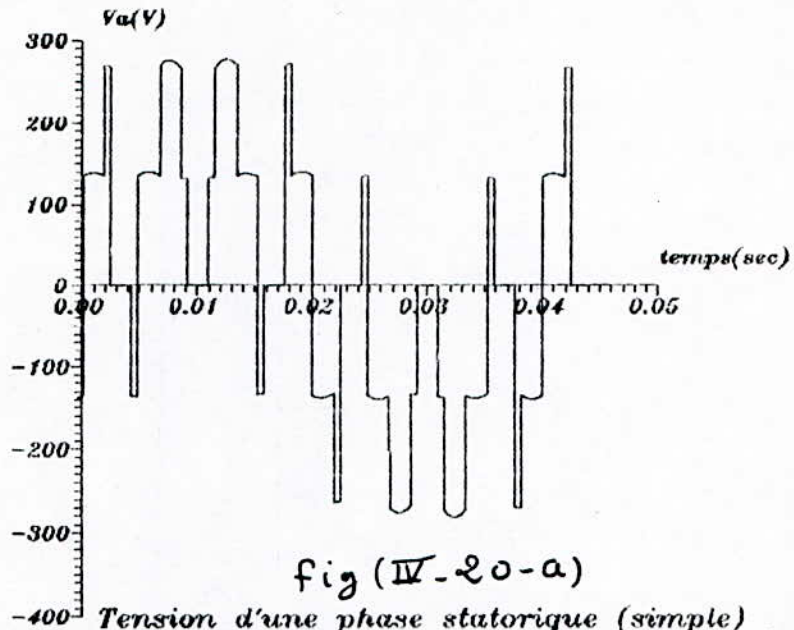 Va(V)
300
200
100
0
temps(sec)
0.00 0.01 0.02 0.03 0.04 0.05
-100
-200
-300
fig (IV-20-a)
-400
Tension d'une phase statorique (simple)